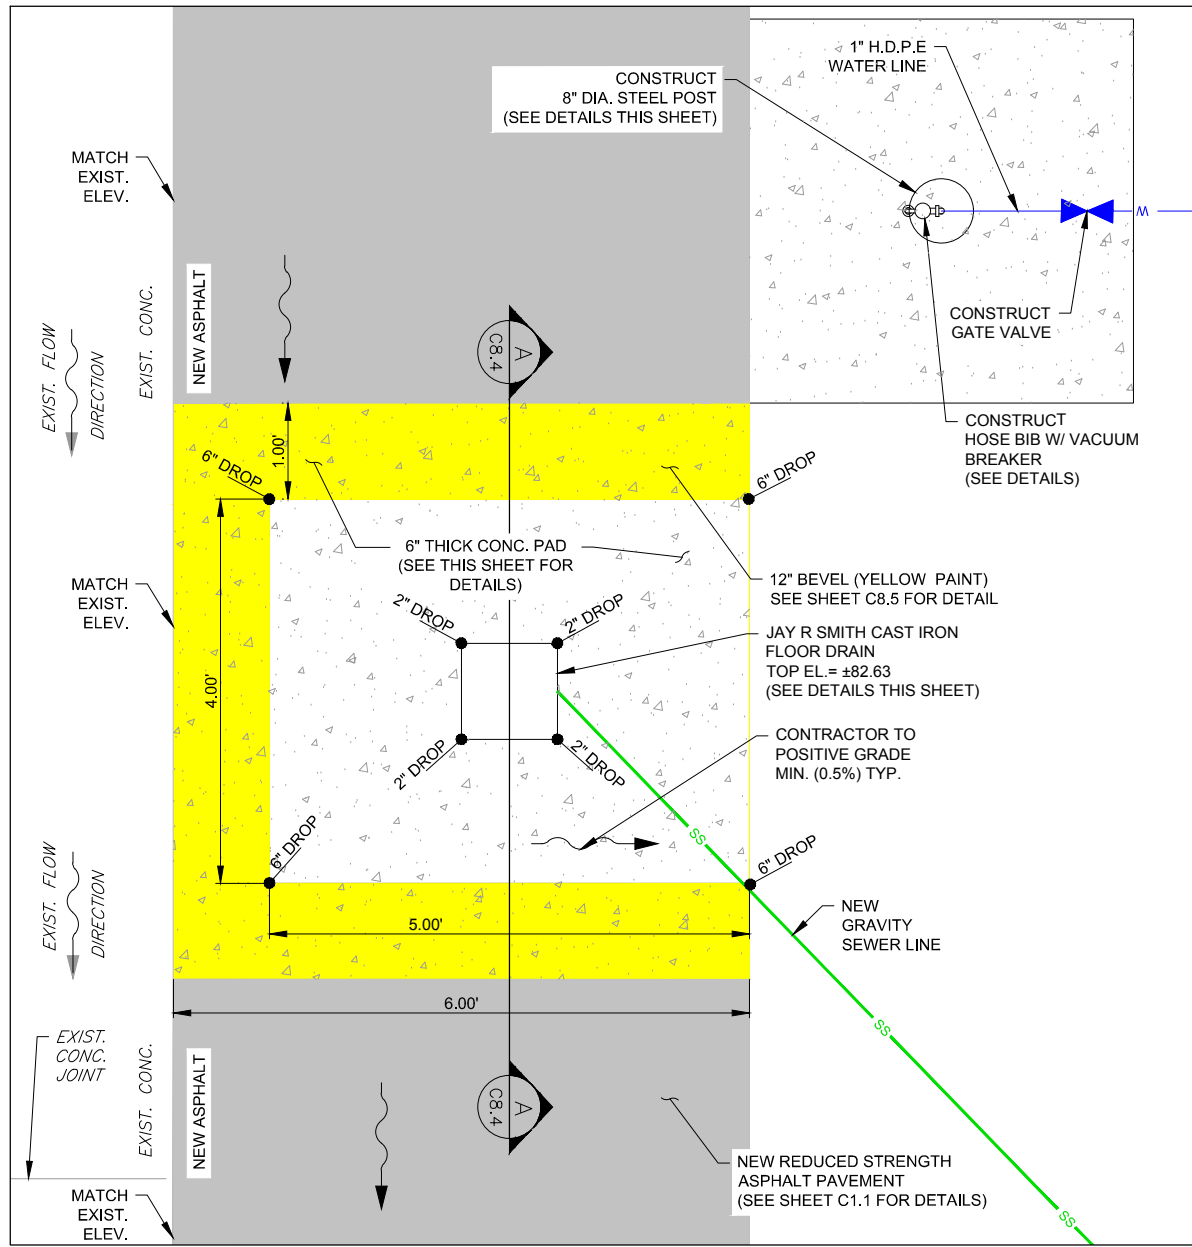 1" H.D.P.E
WATER LINE
CONSTRUCT
8" DIA. STEEL POST
(SEE DETAILS THIS SHEET)
MATCH
EXIST.
ELEV.
W
EXIST. FLOW
DIRECTION
EXIST. CONC.
NEW ASPHALT
A
C8.4
CONSTRUCT
GATE VALVE
CONSTRUCT
HOSE BIB W/ VACUUM
BREAKER
(SEE DETAILS)
1.00'
6" DROP
6" DROP
6" THICK CONC. PAD
(SEE THIS SHEET FOR
DETAILS)
12" BEVEL (YELLOW PAINT)
SEE SHEET C8.5 FOR DETAIL
MATCH
EXIST.
ELEV.
2" DROP
2" DROP
JAY R SMITH CAST IRON
FLOOR DRAIN
TOP EL.= ±82.63
(SEE DETAILS THIS SHEET)
4.00'
2" DROP
2" DROP
CONTRACTOR TO
POSITIVE GRADE
MIN. (0.5%) TYP.
SS
6" DROP
6" DROP
EXIST. FLOW
DIRECTION
5.00'
NEW
GRAVITY
SEWER LINE
6.00'
SS
EXIST.
CONC.
JOINT
EXIST. CONC.
NEW ASPHALT
A
C8.4
NEW REDUCED STRENGTH
ASPHALT PAVEMENT
(SEE SHEET C1.1 FOR DETAILS)
MATCH
EXIST.
ELEV.
SS